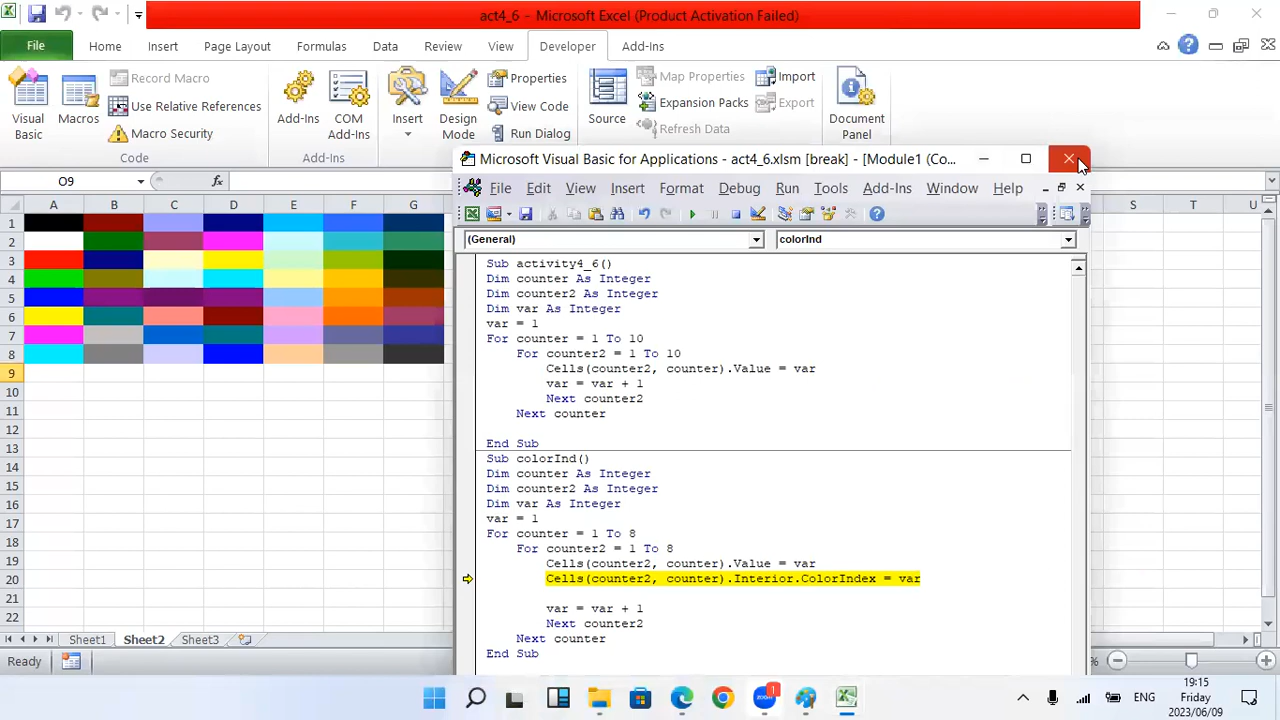 act4_6 - Microsoft Excel (Product Activation Failed)
File Home Insert Page Layout Formulas Data Review View Developer Add-Ins
Visual Basic
Macros
Record Macro
Use Relative References
Macro Security
Code
Add-Ins
COM Add-Ins
Add-Ins
Insert
Design Mode
Properties
View Code
Run Dialog
Source
Map Properties
Expansion Packs
Refresh Data
Import
Export
Document Panel
O9
fx
Microsoft Visual Basic for Applications - act4_6.xlsm [break] - [Module1 (Co...
File Edit View Insert Format Debug Run Tools Add-Ins Window Help
(General) colorInd
A B C D E F G S T U
1
2
3
4
5
6
7
8
9
10
11
12
13
14
15
16
17
18
19
20
21
22
Sub activity4_6()
Dim counter As Integer
Dim counter2 As Integer
Dim var As Integer
var = 1
For counter = 1 To 10
For counter2 = 1 To 10
Cells(counter2, counter).Value = var
var = var + 1
Next counter2
Next counter
End Sub
Sub colorInd()
Dim counter As Integer
Dim counter2 As Integer
Dim var As Integer
var = 1
For counter = 1 To 8
For counter2 = 1 To 8
Cells(counter2, counter).Value = var
Cells(counter2, counter).Interior.ColorIndex = var
var = var + 1
Next counter2
Next counter
End Sub
Sheet1 Sheet2 Sheet3
Ready
%
1
ENG
19:15
Friday
2023/06/09